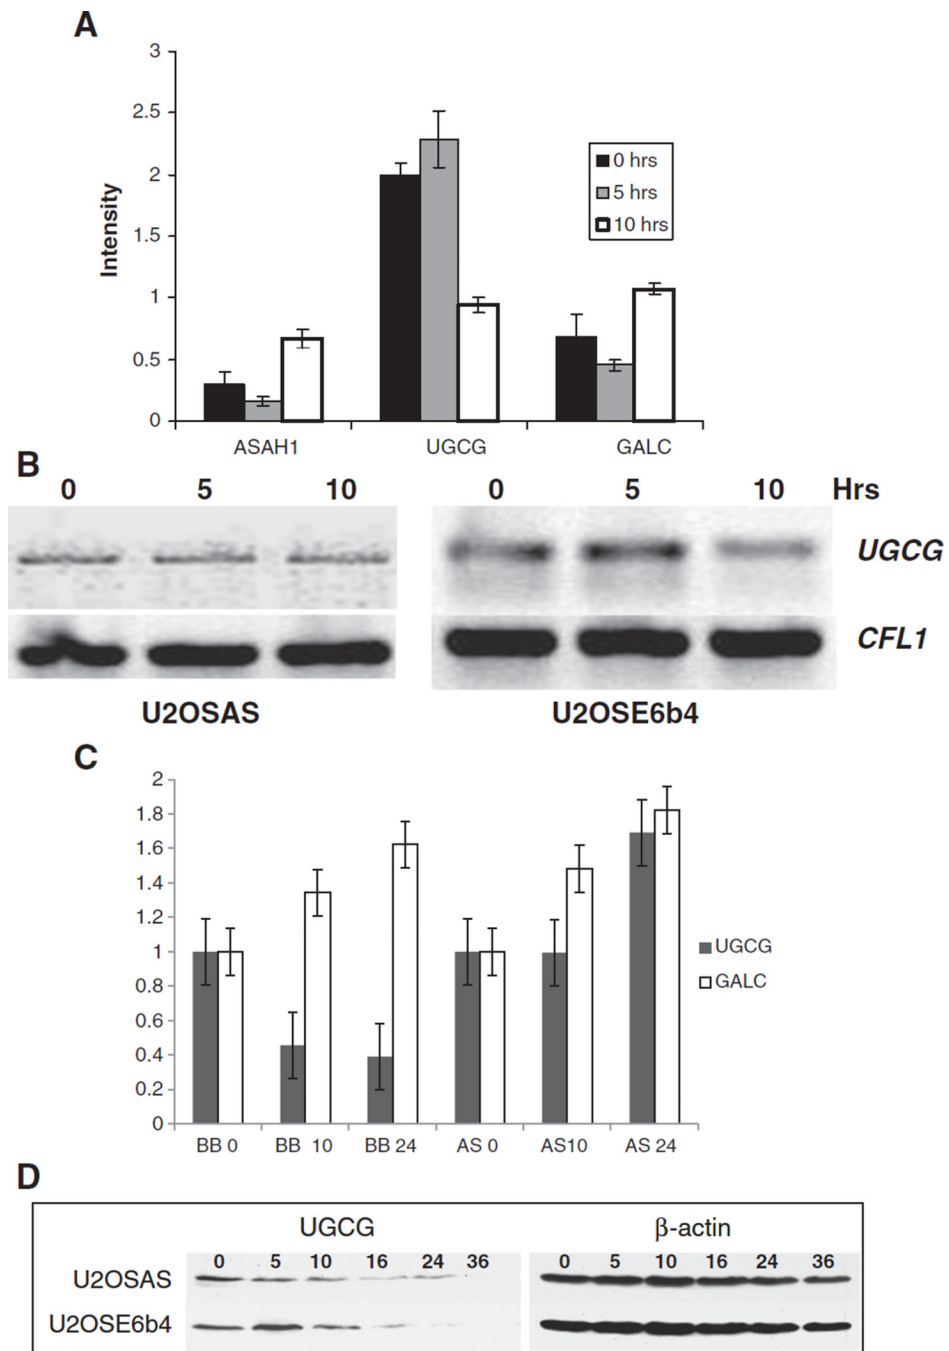 A
3
2.5
2
1.5
1
0.5
0
Intensity
0 hrs
5 hrs
10 hrs
ASAH1 UGCG GALC
B
0 5 10 0 5 10 Hrs
UGCG
CFL1
U2OSAS U2OSE6b4
C
2
1.8
1.6
1.4
1.2
1
0.8
0.6
0.4
0.2
0
UGCG
GALC
BB 0 BB 10 BB 24 AS 0 AS10 AS 24
D
UGCG β-actin
0 5 10 16 24 36 0 5 10 16 24 36
U2OSAS
U2OSE6b4